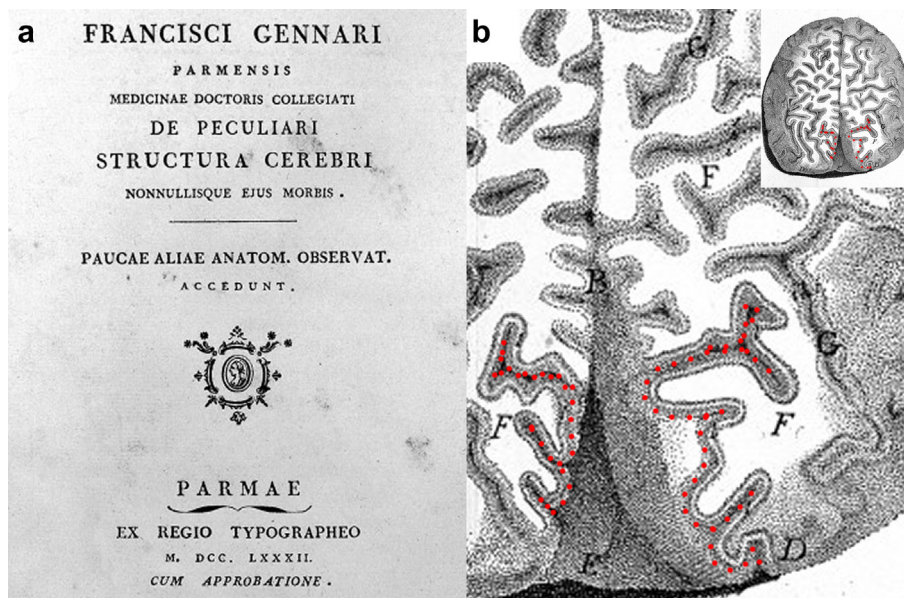 a
FRANCISCI GENNARI
PARMENSIS
MEDICINAE DOCTORIS COLLEGIATI
DE PECULIARI
STRUCTURA CEREBRI
NONNULLISQUE EJUS MORBIS.
PAUCAE ALIAE ANATOM. OBSERVAT.
ACCEDUNT.
PARMAE
EX REGIO TYPOGRAPHEO
M. DCC. LXXXII.
CUM APPROBATIONE.
b
G
F
B
G
F
F
D
E